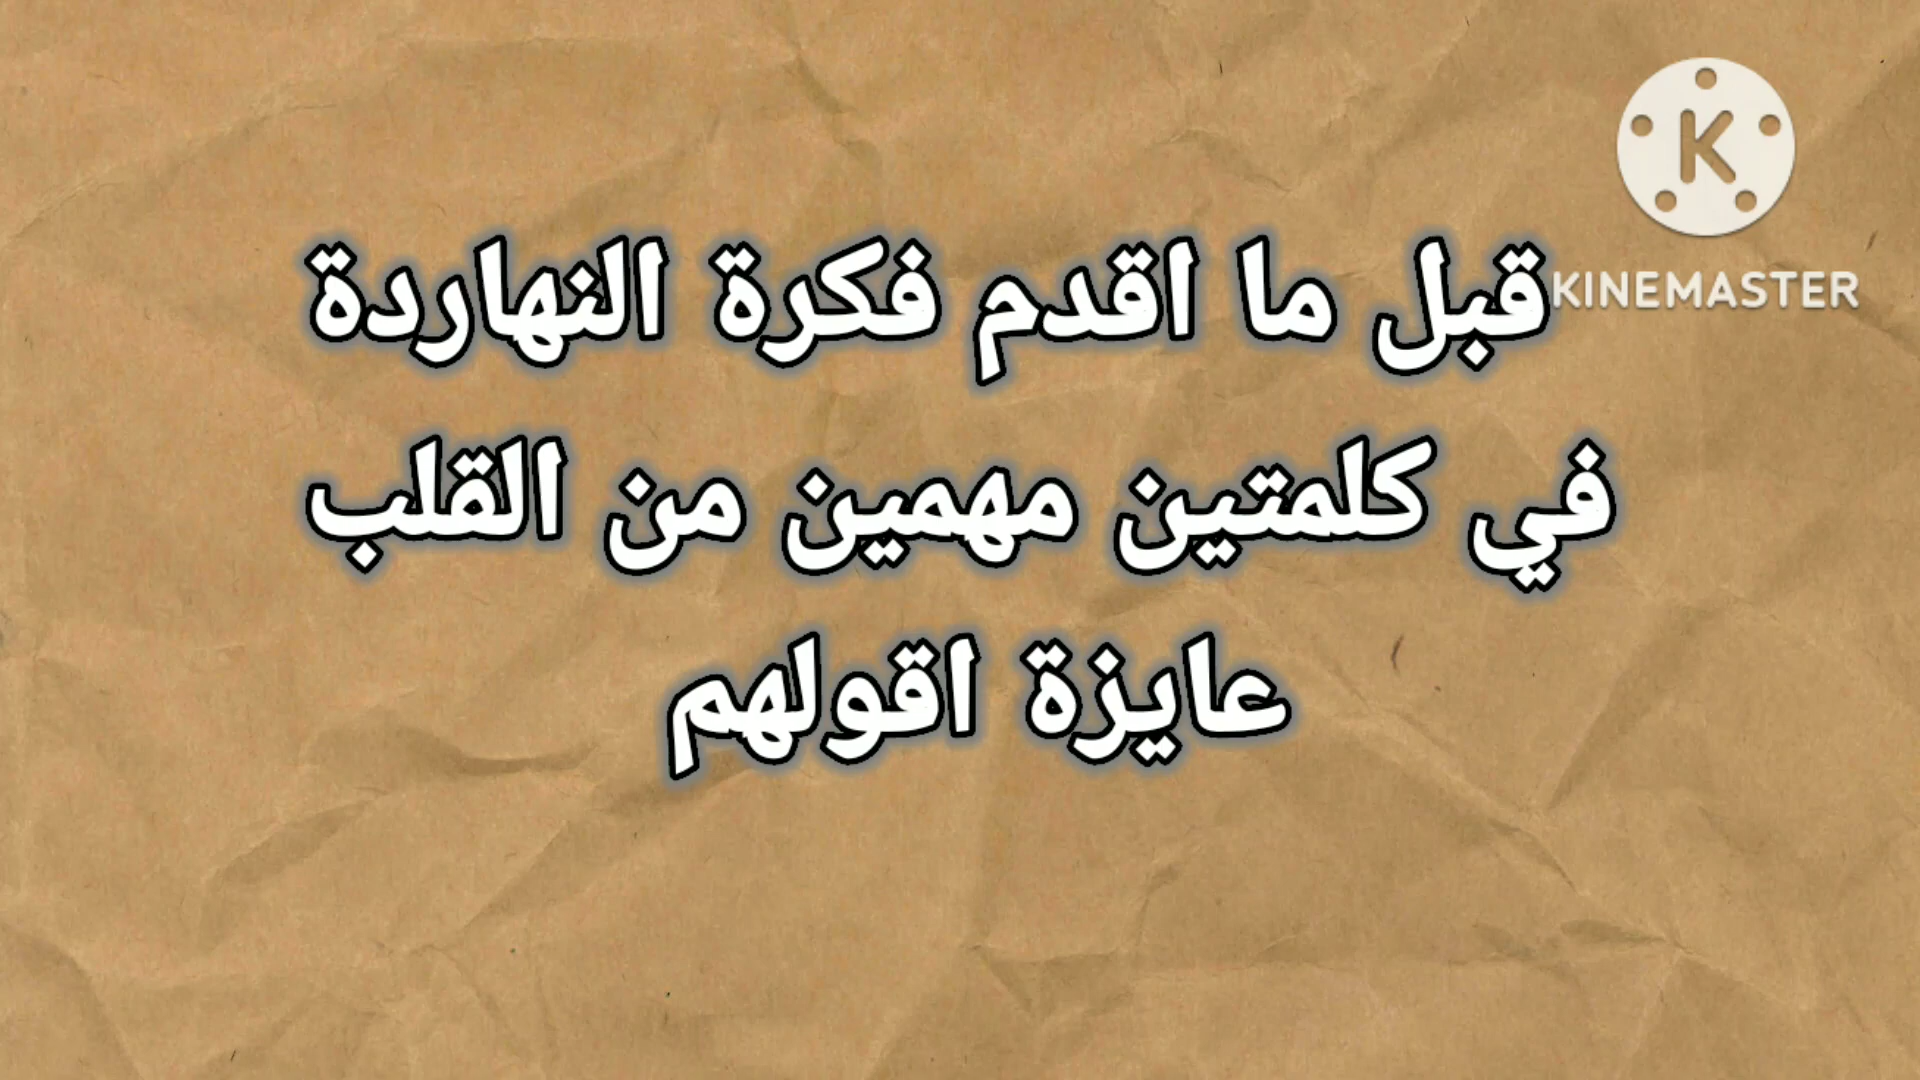 KINEMASTER
قبل ما اقدم فكرة النهاردة
في كلمتين مهمين من القلب
عايزة اقولهم